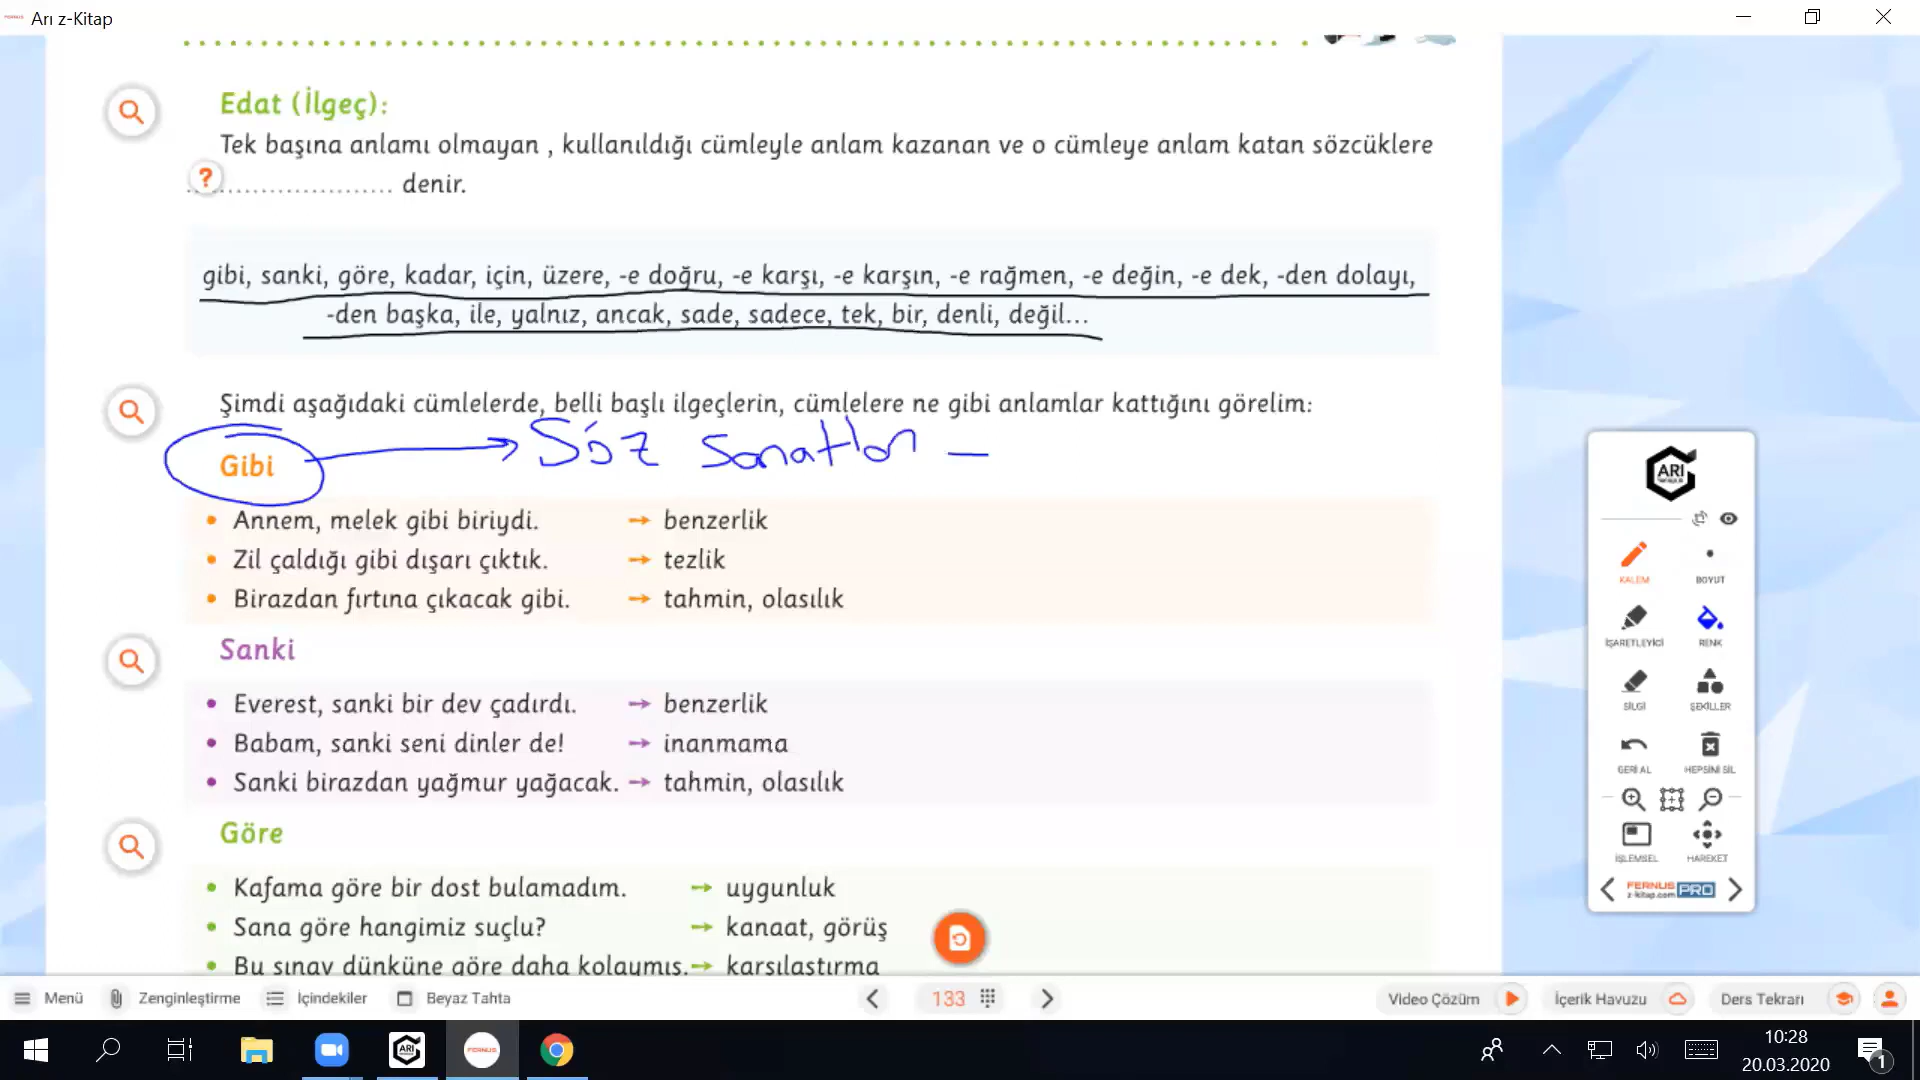 Arı z-Kitap
Edat (İlgeç):
Tek başına anlamı olmayan , kullanıldığı cümleyle anlam kazanan ve o cümleye anlam katan sözcüklere
? ........................ denir.
gibi, sanki, göre, kadar, için, üzere, -e doğru, -e karşı, -e karşın, -e rağmen, -e değin, -e dek, -den dolayı,
-den başka, ile, yalnız, ancak, sade, sadece, tek, bir, denli, değil...
Şimdi aşağıdaki cümlelerde, belli başlı ilgeçlerin, cümlelere ne gibi anlamlar kattığını görelim:
Gibi → Söz Sanatları –
• Annem, melek gibi biriydi. → benzerlik
• Zil çaldığı gibi dışarı çıktık. → tezlik
• Birazdan fırtına çıkacak gibi. → tahmin, olasılık
Sanki
• Everest, sanki bir dev çadırdı. → benzerlik
• Babam, sanki seni dinler de! → inanmama
• Sanki birazdan yağmur yağacak. → tahmin, olasılık
Göre
• Kafama göre bir dost bulamadım. → uygunluk
• Sana göre hangimiz suçlu? → kanaat, görüş
• Bu sınav dünküne göre daha kolaymış. → karşılaştırma
ARI
KALEM BOYUT
İŞARETLEYİCİ RENK
SİLGİ ŞEKİLLER
GERİ AL HEPSİNİ SİL
İŞLEMSEL HAREKET
FERNUS z-kitap.com PRO
Menü Zenginleştirme İçindekiler Beyaz Tahta 133 Video Çözüm İçerik Havuzu Ders Tekrarı
ARI FERNUS 10:28
20.03.2020 1